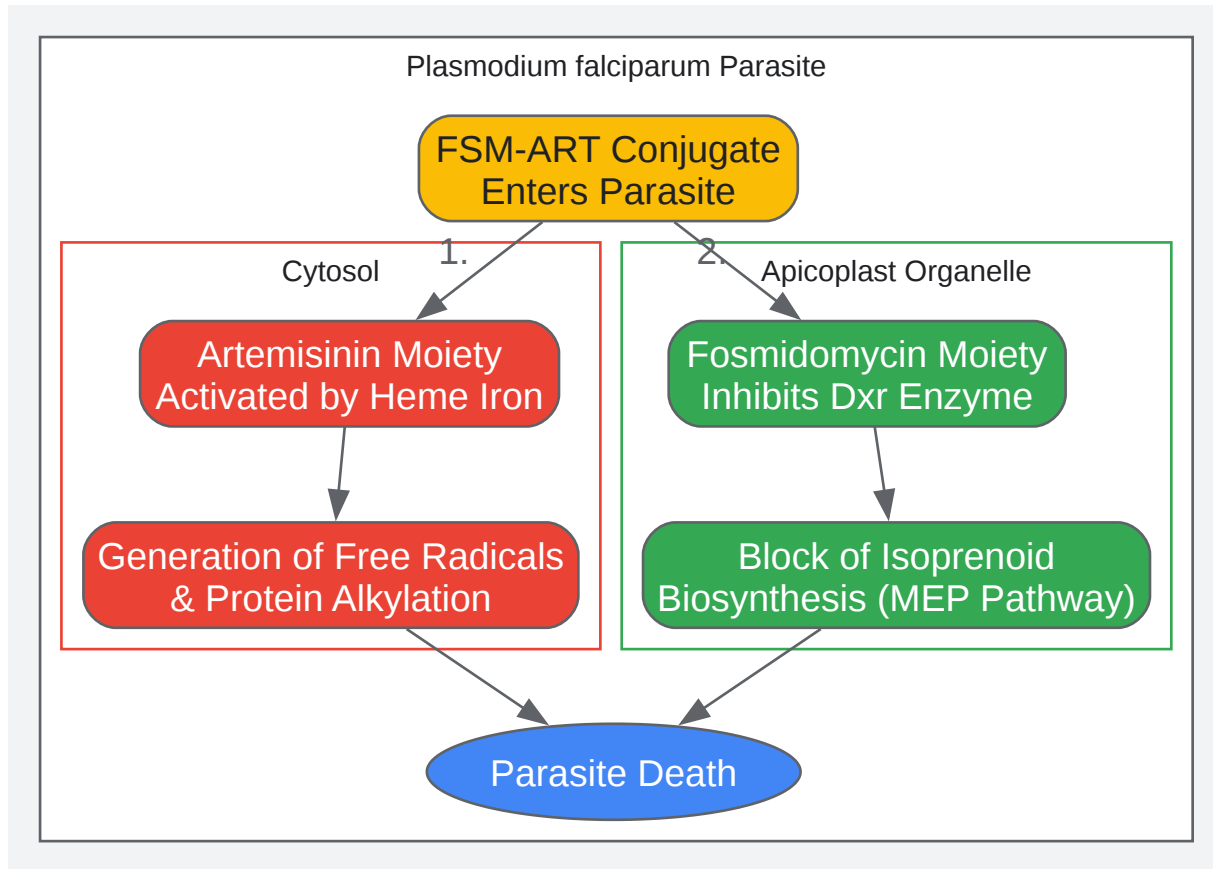 Plasmodium falciparum Parasite
FSM-ART Conjugate
Enters Parasite
1.
2.
Cytosol
Apicoplast Organelle
Artemisinin Moiety
Activated by Heme Iron
Fosmidomycin Moiety
Inhibits Dxr Enzyme
Generation of Free Radicals
& Protein Alkylation
Block of Isoprenoid
Biosynthesis (MEP Pathway)
Parasite Death